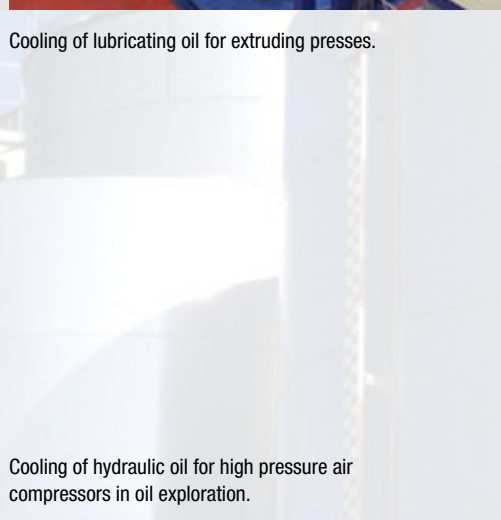 Cooling of lubricating oil for extruding presses.
Cooling of hydraulic oil for high pressure air
compressors in oil exploration.